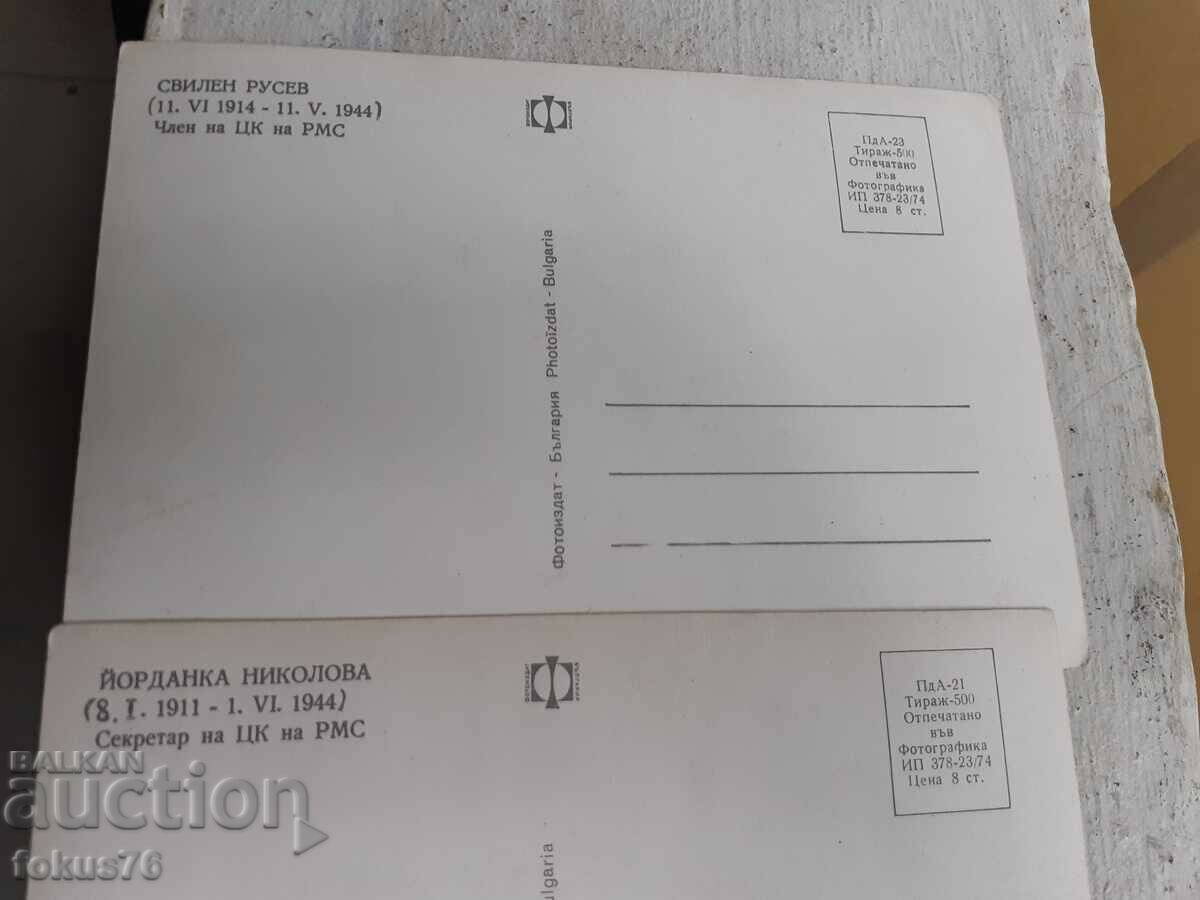 СВИЛЕН РУСЕВ
(11. VI 1914 - 11. V. 1944)
Член на ЦК на РМС
ПдА-23
Тираж-500
Отпечатано
във
Фотографика
ИП 378-23/74
Цена 8 ст.
Фотоиздат - България Photoizdat - Bulgaria
ЙОРДАНКА НИКОЛОВА
(8. I. 1911 - 1. VI. 1944)
Секретар на ЦК на РМС
ПдА-21
Тираж-500
Отпечатано
във
Фотографика
ИП 378-23/74
Цена 8 ст.
ulgaria
BALKAN
auction
fokus76